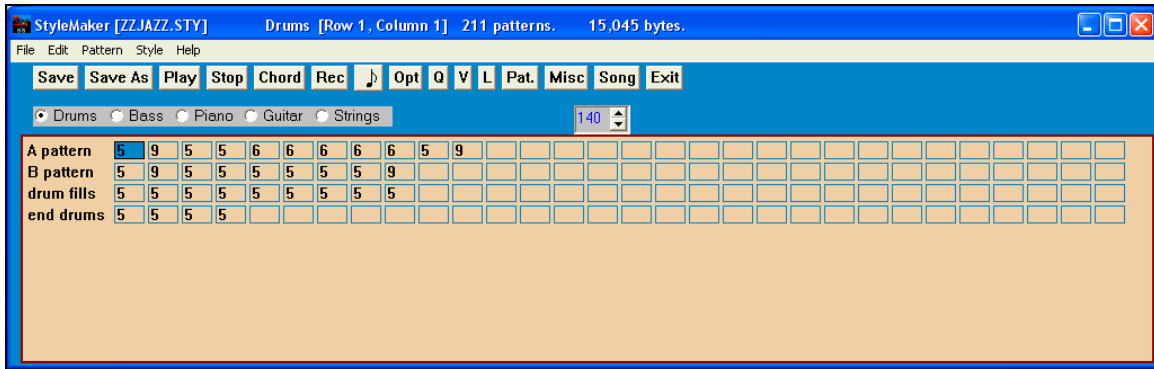 StyleMaker [ZZJAZZ.STY] Drums [Row 1, Column 1] 211 patterns. 15,045 bytes.
File Edit Pattern Style Help
Save Save As Play Stop Chord Rec ♪ Opt Q V L Pat. Misc Song Exit
Drums Bass Piano Guitar Strings 140
A pattern 5 9 5 5 6 6 6 6 6 5 9
B pattern 5 9 5 5 5 5 5 5 9
drum fills 5 5 5 5 5 5 5 5 5
end drums 5 5 5 5